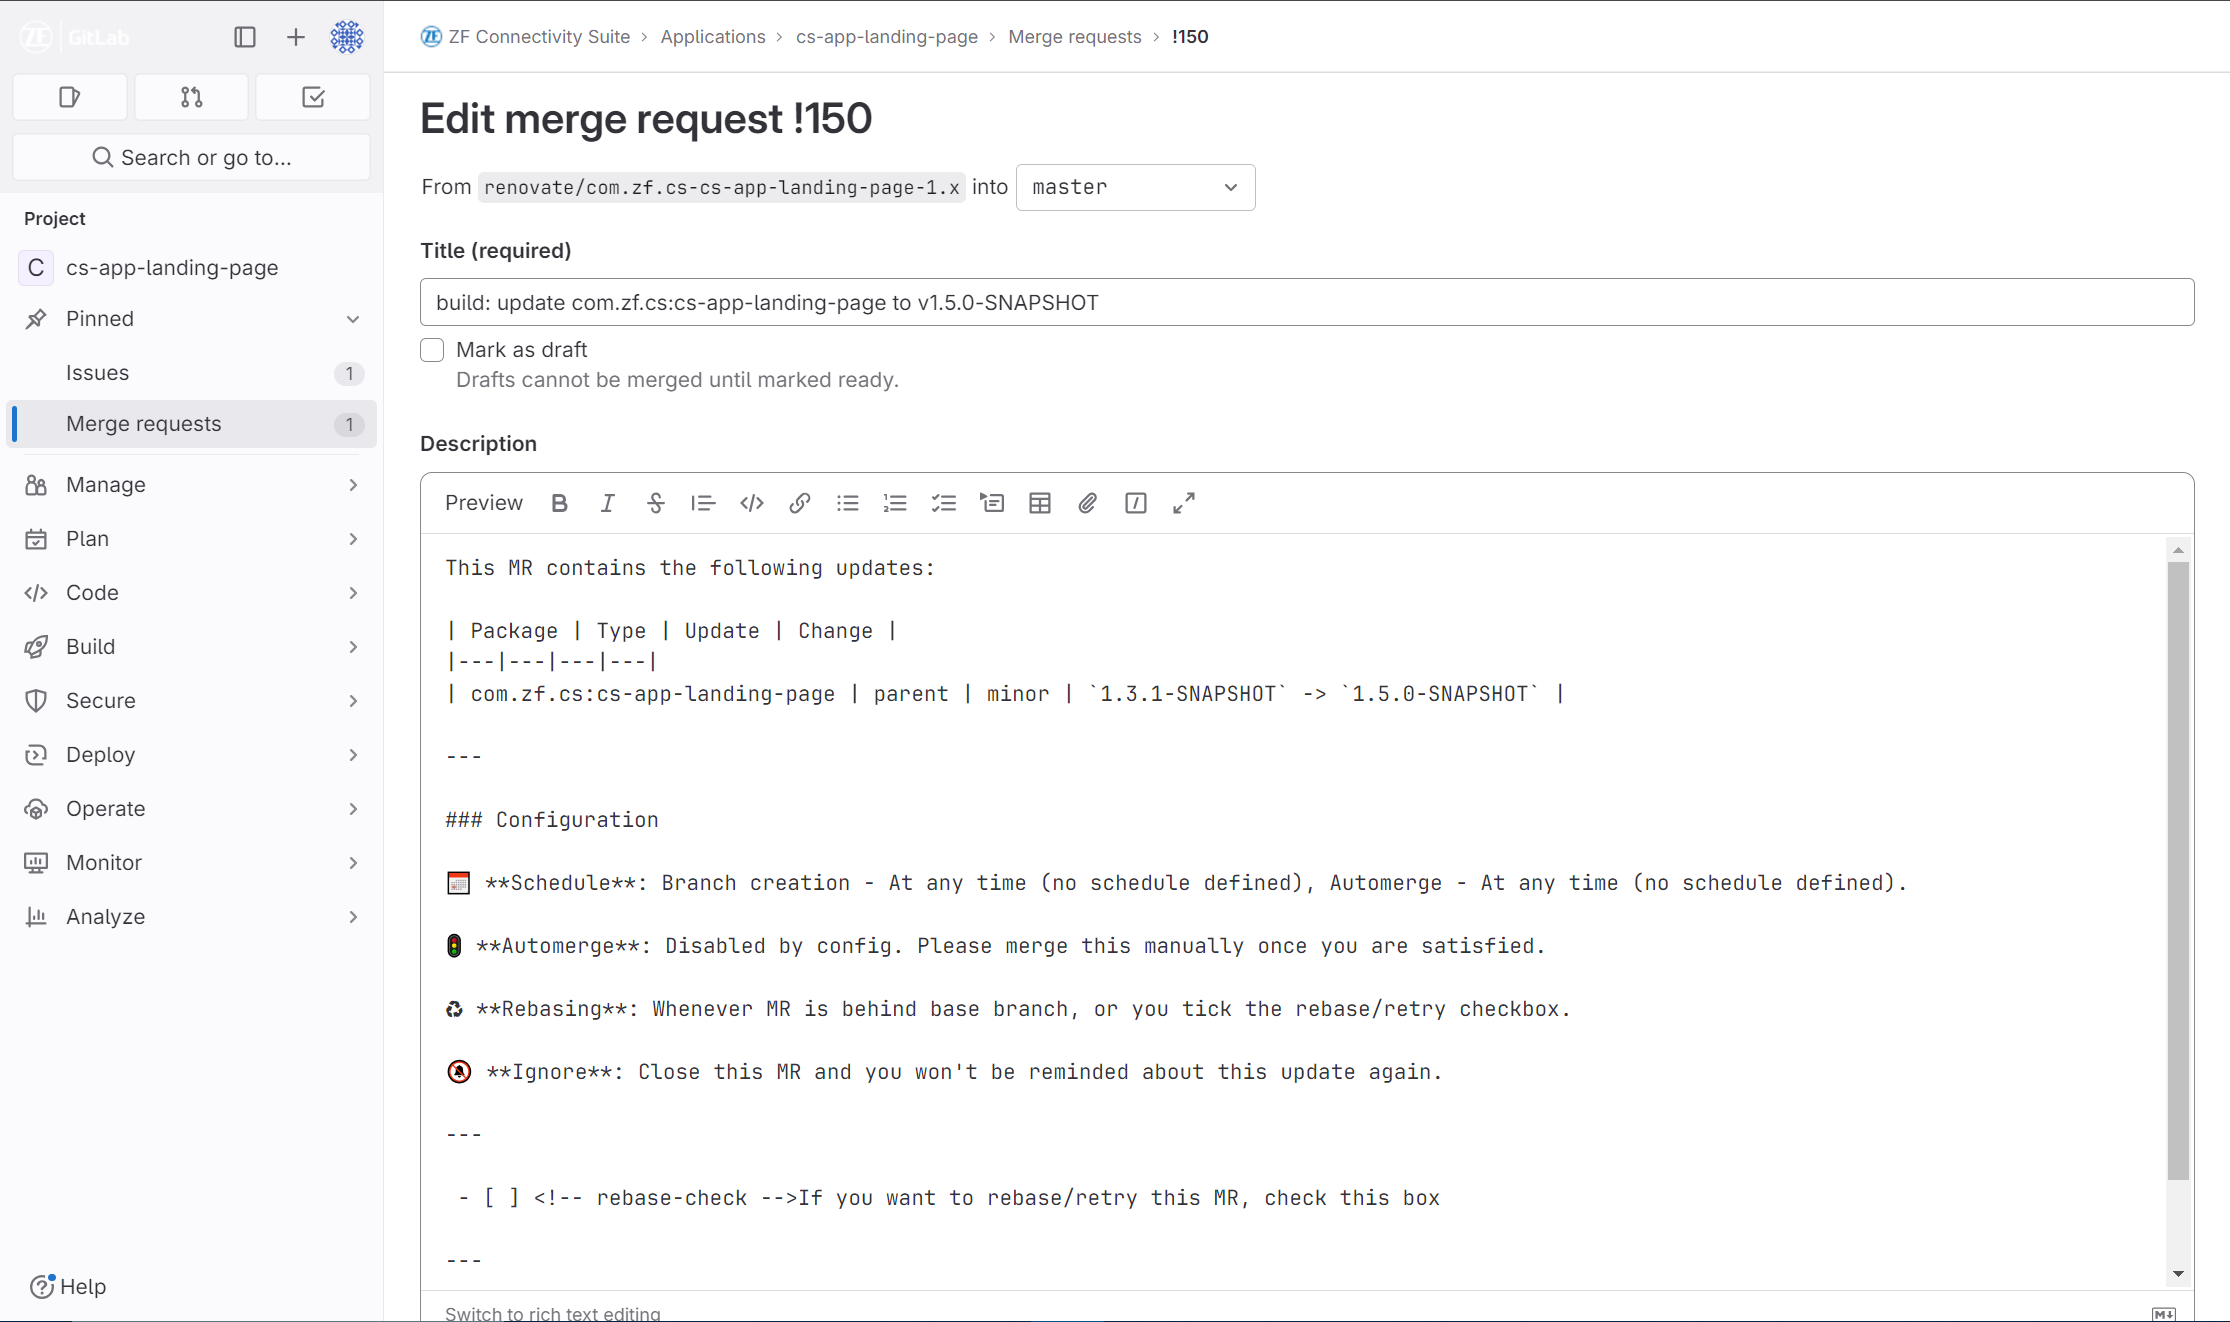 ZF GitLab
Search or go to...
Project
C cs-app-landing-page
Pinned
Issues 1
Merge requests 1
Manage
Plan
Code
Build
Secure
Deploy
Operate
Monitor
Analyze
Help
ZF ZF Connectivity Suite › Applications › cs-app-landing-page › Merge requests › !150
Edit merge request !150
From renovate/com.zf.cs-cs-app-landing-page-1.x into master
Title (required)
build: update com.zf.cs:cs-app-landing-page to v1.5.0-SNAPSHOT
Mark as draft
Drafts cannot be merged until marked ready.
Description
Preview
This MR contains the following updates:
| Package | Type | Update | Change |
|---|---|---|---|
| com.zf.cs:cs-app-landing-page | parent | minor | `1.3.1-SNAPSHOT` -> `1.5.0-SNAPSHOT` |
---
### Configuration
📅 **Schedule**: Branch creation - At any time (no schedule defined), Automerge - At any time (no schedule defined).
🚦 **Automerge**: Disabled by config. Please merge this manually once you are satisfied.
♻ **Rebasing**: Whenever MR is behind base branch, or you tick the rebase/retry checkbox.
🔕 **Ignore**: Close this MR and you won't be reminded about this update again.
---
- [ ] <!-- rebase-check -->If you want to rebase/retry this MR, check this box
---
Switch to rich text editing